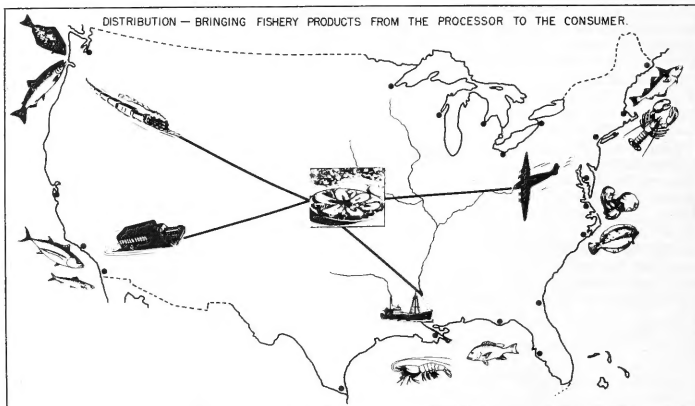 DISTRIBUTION — BRINGING FISHERY PRODUCTS FROM THE PROCESSOR TO THE CONSUMER.